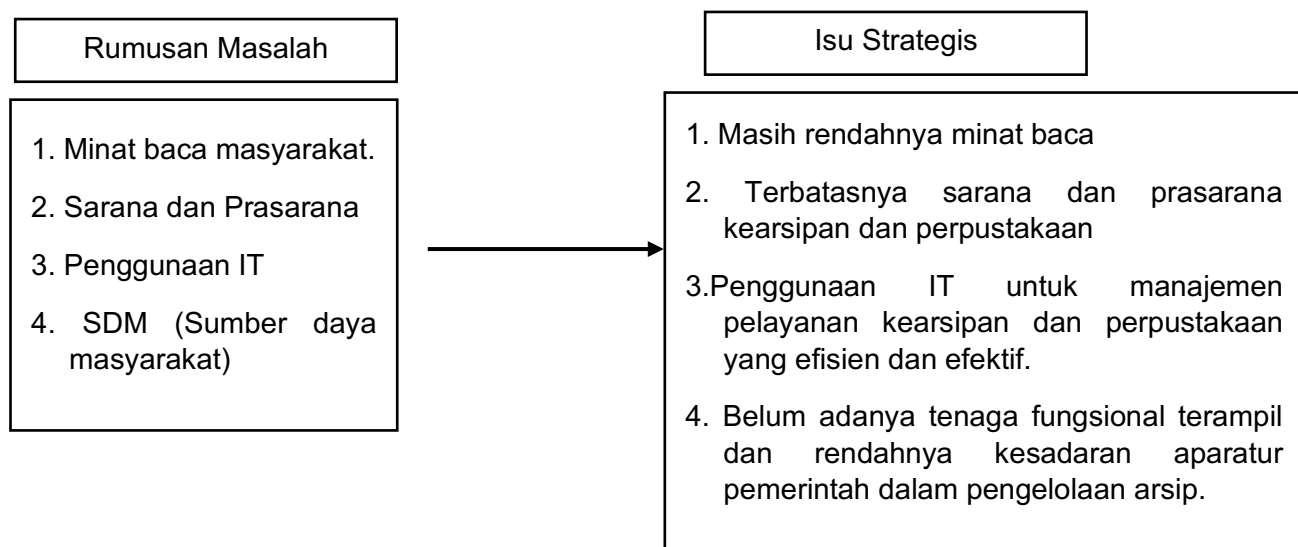 Rumusan Masalah
1. Minat baca masyarakat.
2. Sarana dan Prasarana
3. Penggunaan IT
4. SDM (Sumber daya
masyarakat)
Isu Strategis
1. Masih rendahnya minat baca
2. Terbatasnya sarana dan prasarana
kearsipan dan perpustakaan
3.Penggunaan IT untuk manajemen
pelayanan kearsipan dan perpustakaan
yang efisien dan efektif.
4. Belum adanya tenaga fungsional terampil
dan rendahnya kesadaran aparatur
pemerintah dalam pengelolaan arsip.